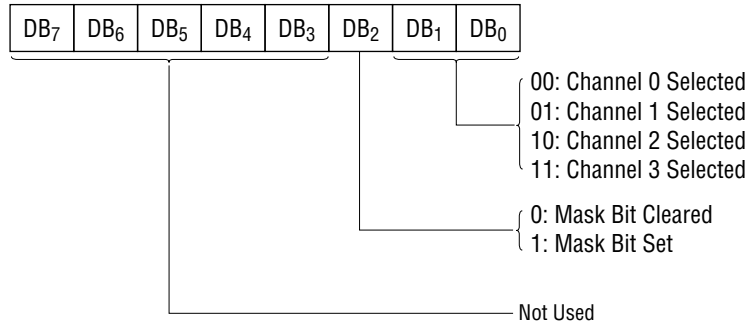 DB7 DB6 DB5 DB4 DB3 DB2 DB1 DB0
00: Channel 0 Selected
01: Channel 1 Selected
10: Channel 2 Selected
11: Channel 3 Selected
0: Mask Bit Cleared
1: Mask Bit Set
Not Used